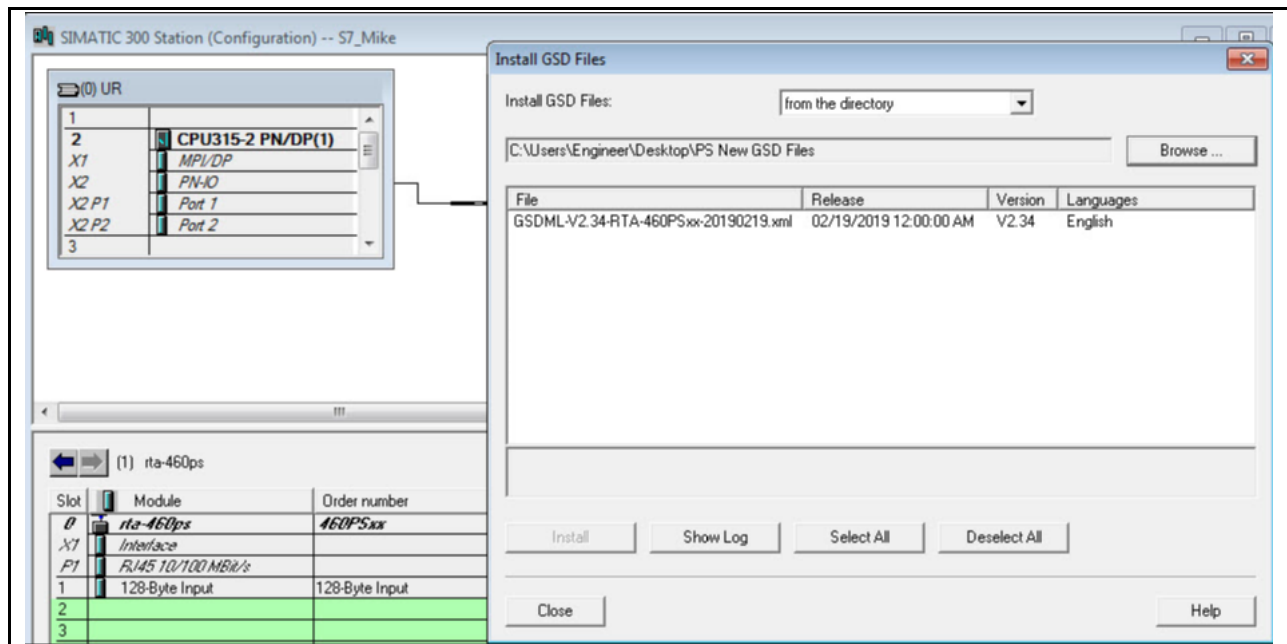 SIMATIC 300 Station (Configuration) -- S7_Mike
(0) UR
1
2 CPU315-2 PN/DP(1)
X1 MPI/DP
X2 PN-IO
X2 P1 Port 1
X2 P2 Port 2
3
Install GSD Files
Install GSD Files: from the directory
C:\Users\Engineer\Desktop\PS New GSD Files Browse ...
File Release Version Languages
GSDML-V2.34-RTA-460PSxx-20190219.xml 02/19/2019 12:00:00 AM V2.34 English
Install Show Log Select All Deselect All
Close Help
(1) rta-460ps
Slot Module Order number
0 rta-460ps 460PSxx
X1 Interface
P1 RJ45 10/100 MBit/s
1 128-Byte Input 128-Byte Input
2
3